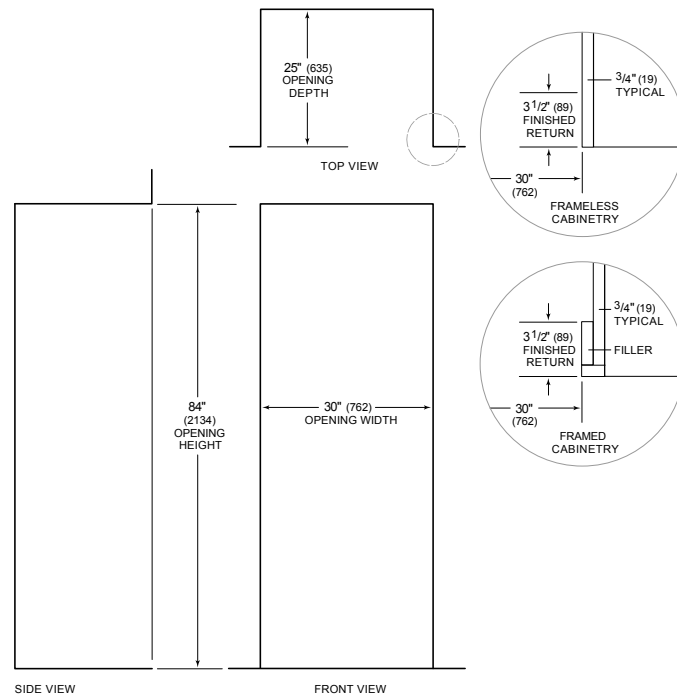 25" (635)
OPENING
DEPTH
TOP VIEW
3/4" (19)
TYPICAL
3 1/2" (89)
FINISHED
RETURN
30"
(762)
FRAMELESS
CABINETRY
3/4" (19)
TYPICAL
3 1/2" (89)
FINISHED
RETURN
FILLER
30"
(762)
FRAMED
CABINETRY
84"
(2134)
OPENING
HEIGHT
30" (762)
OPENING WIDTH
SIDE VIEW
FRONT VIEW